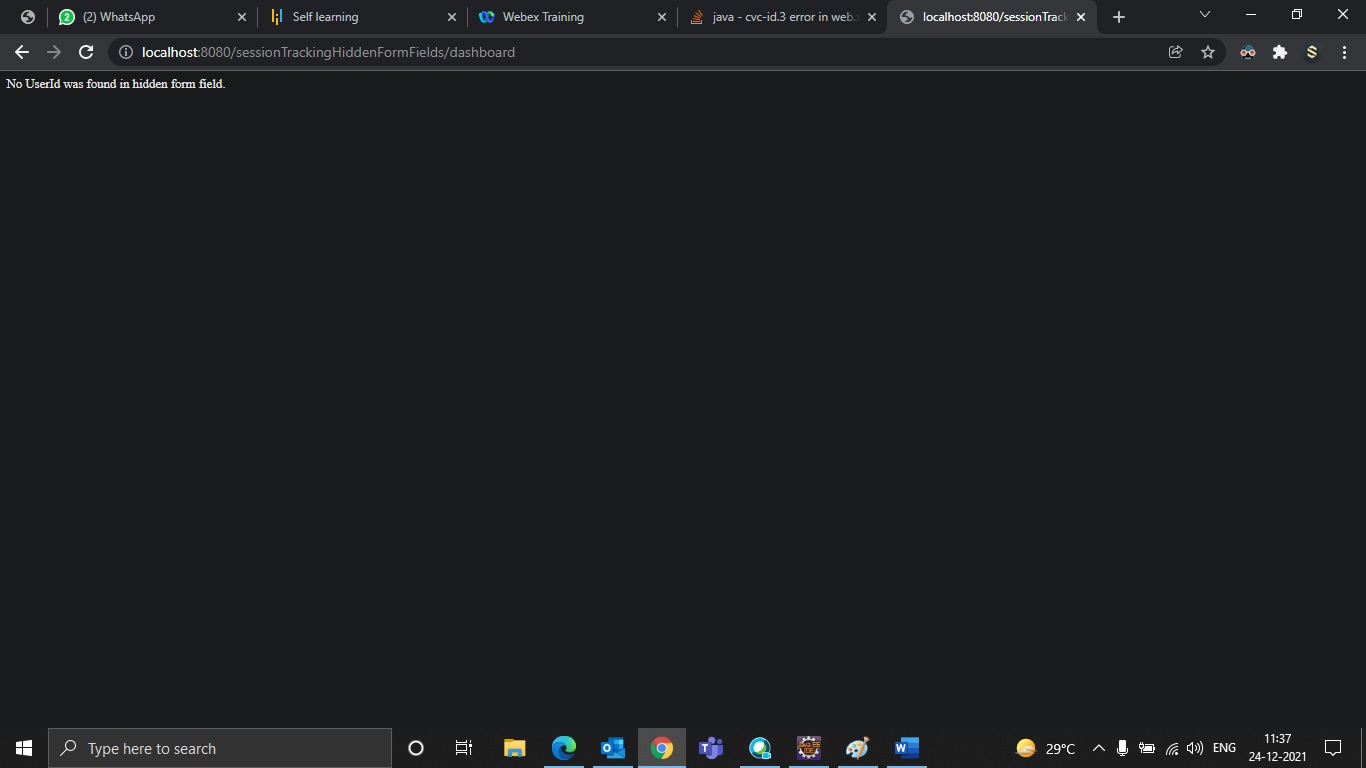 (2) WhatsApp
Self learning
Webex Training
java - cvc-id.3 error in web.
localhost:8080/sessionTrack
localhost:8080/sessionTrackingHiddenFormFields/dashboard
No UserId was found in hidden form field.
Type here to search
29°C
ENG
11:37
24-12-2021